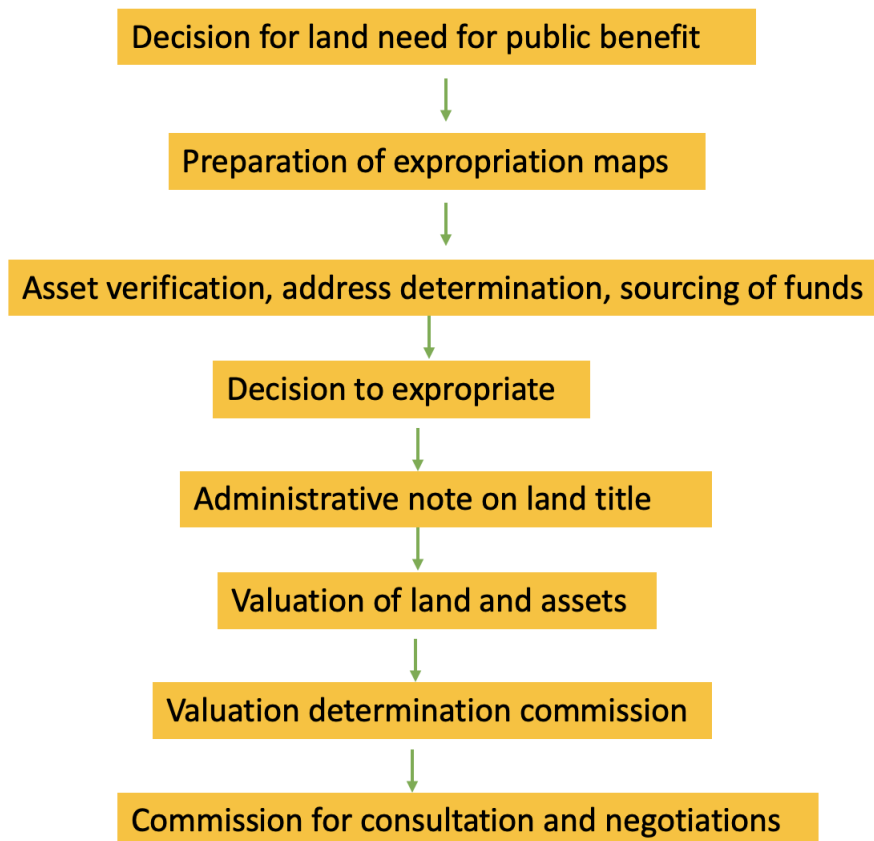 Decision for land need for public benefit
Preparation of expropriation maps
Asset verification, address determination, sourcing of funds
Decision to expropriate
Administrative note on land title
Valuation of land and assets
Valuation determination commission
Commission for consultation and negotiations